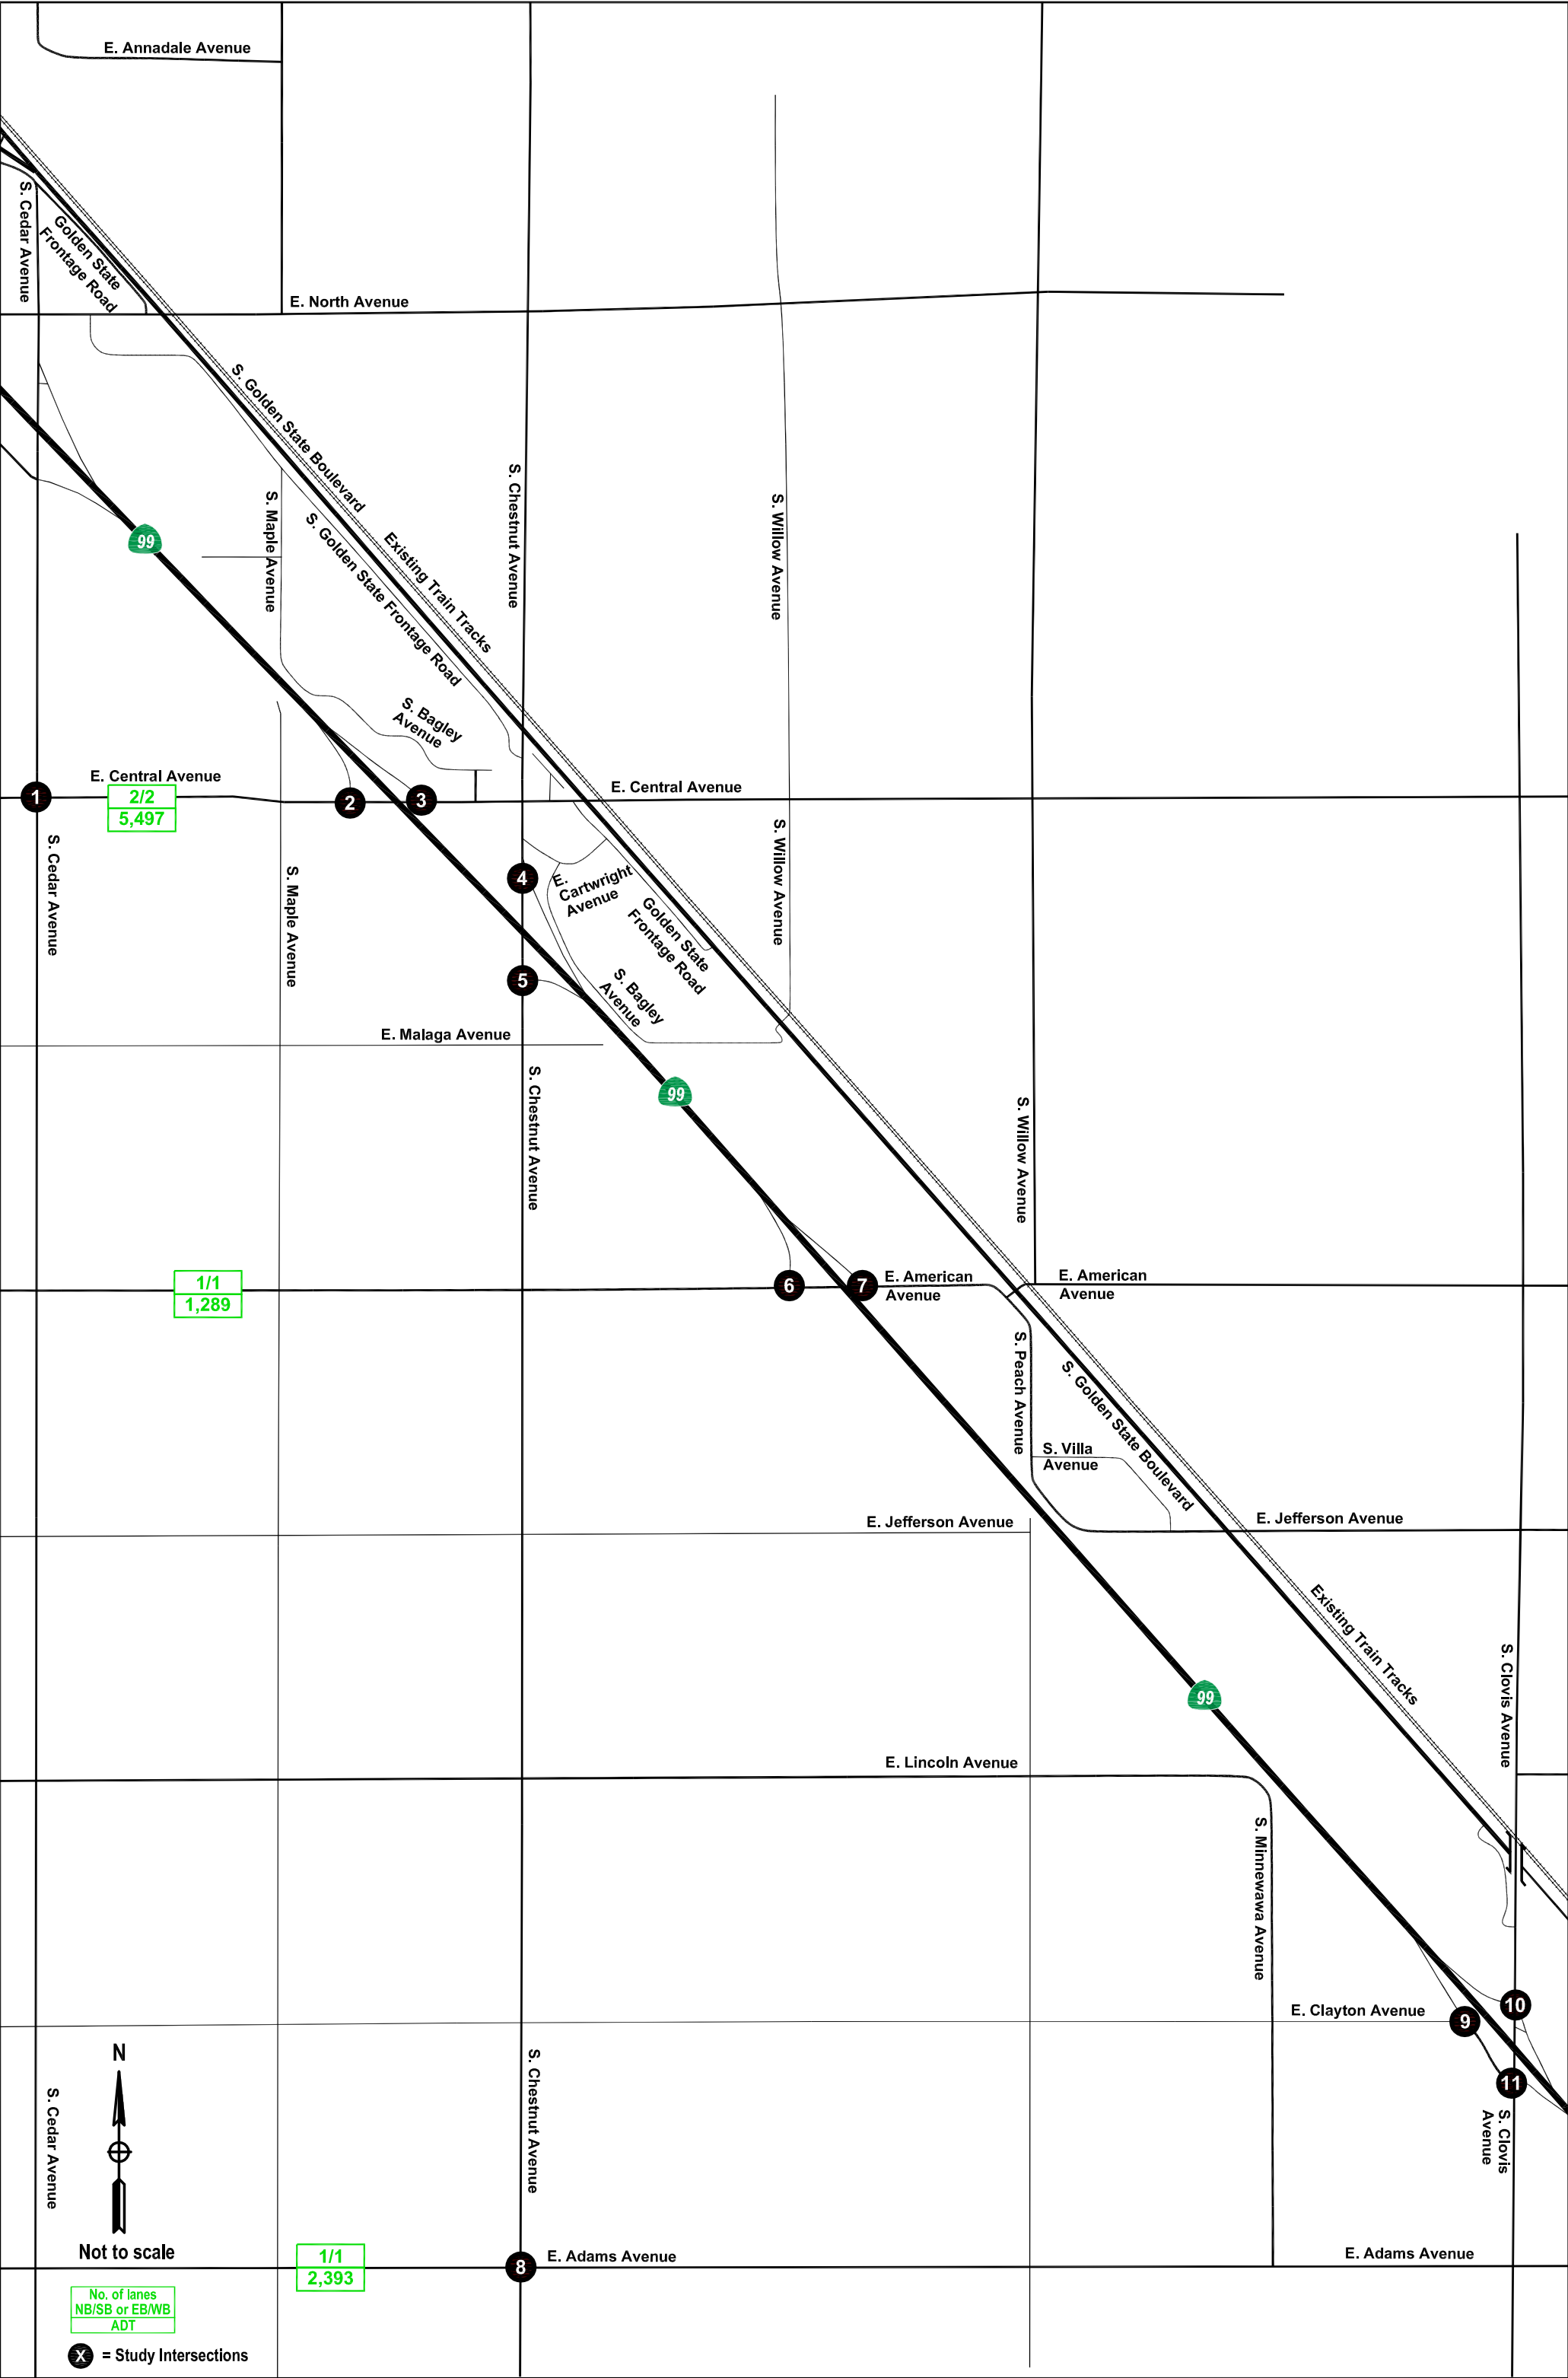 E. Annadale Avenue
S. Cedar Avenue
Golden State
Frontage Road
E. North Avenue
S. Golden State Boulevard
S. Chestnut Avenue
S. Maple Avenue
S. Willow Avenue
S. Golden State Frontage Road
Existing Train Tracks
99
S. Bagley
Avenue
E. Central Avenue
E. Central Avenue
1
2/2
5,497
2
3
S. Cedar Avenue
S. Maple Avenue
4
E.
Cartwright
Avenue
S. Willow Avenue
Golden State
Frontage Road
5
S. Bagley
Avenue
E. Malaga Avenue
S. Chestnut Avenue
99
S. Willow Avenue
1/1
1,289
6
7
E. American
Avenue
E. American
Avenue
S. Peach Avenue
S. Golden State Boulevard
S. Villa
Avenue
E. Jefferson Avenue
E. Jefferson Avenue
Existing Train Tracks
99
S. Clovis Avenue
E. Lincoln Avenue
S. Minnewawa Avenue
E. Clayton Avenue
9
10
11
N
S. Cedar Avenue
S. Chestnut Avenue
S. Clovis
Avenue
Not to scale
1/1
2,393
8
E. Adams Avenue
E. Adams Avenue
No. of lanes
NB/SB or EB/WB
ADT
X = Study Intersections